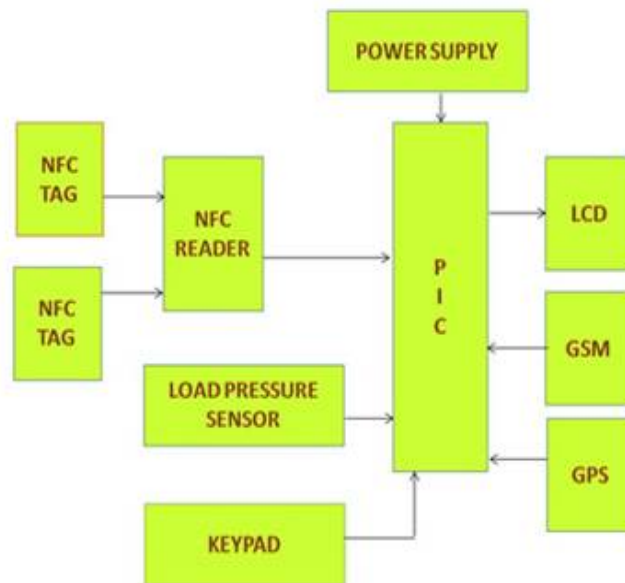 POWER SUPPLY
NFC
TAG
NFC
READER
NFC
TAG
P
I
C
LCD
GSM
GPS
LOAD PRESSURE
SENSOR
KEYPAD